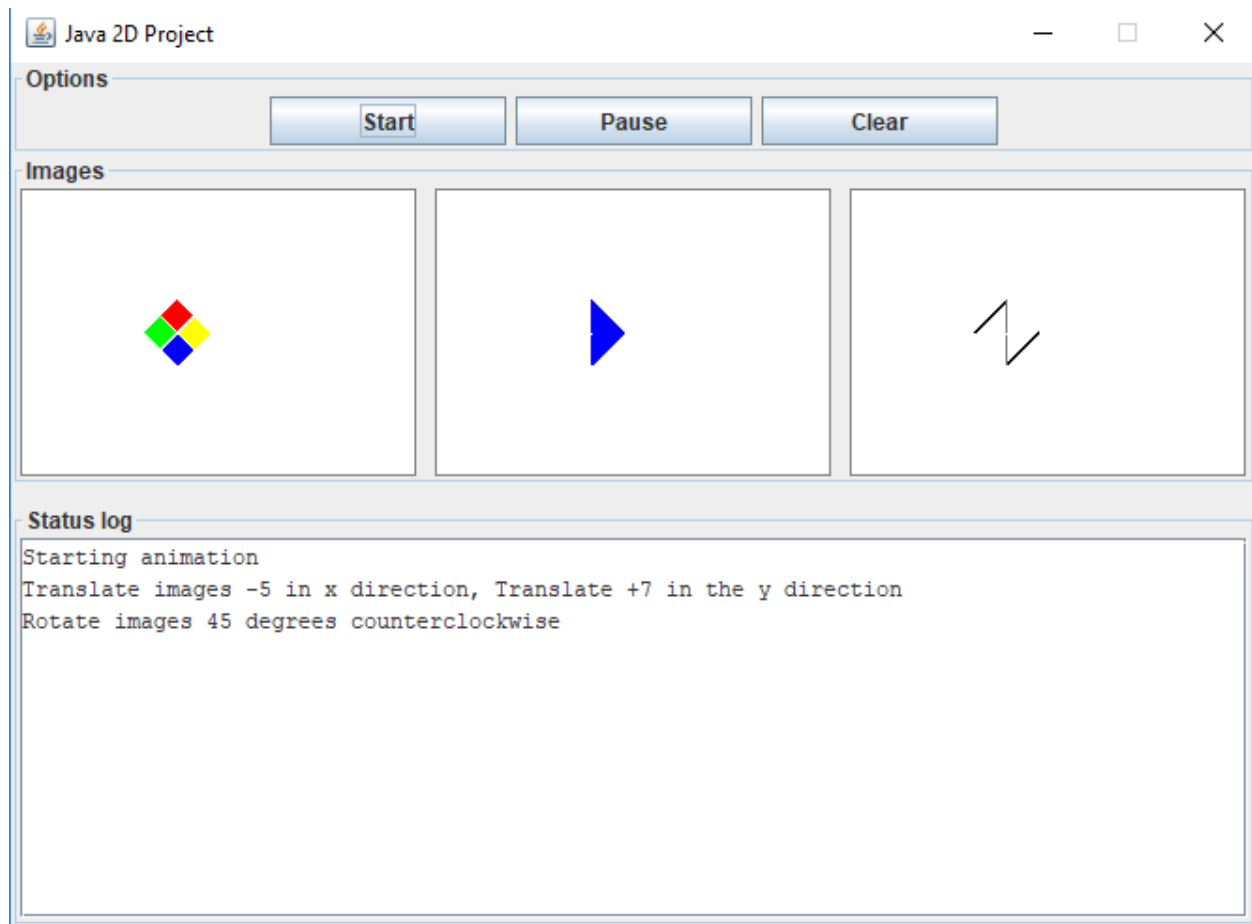 Java 2D Project
Options
Start Pause Clear
Images
Status log
Starting animation
Translate images -5 in x direction, Translate +7 in the y direction
Rotate images 45 degrees counterclockwise